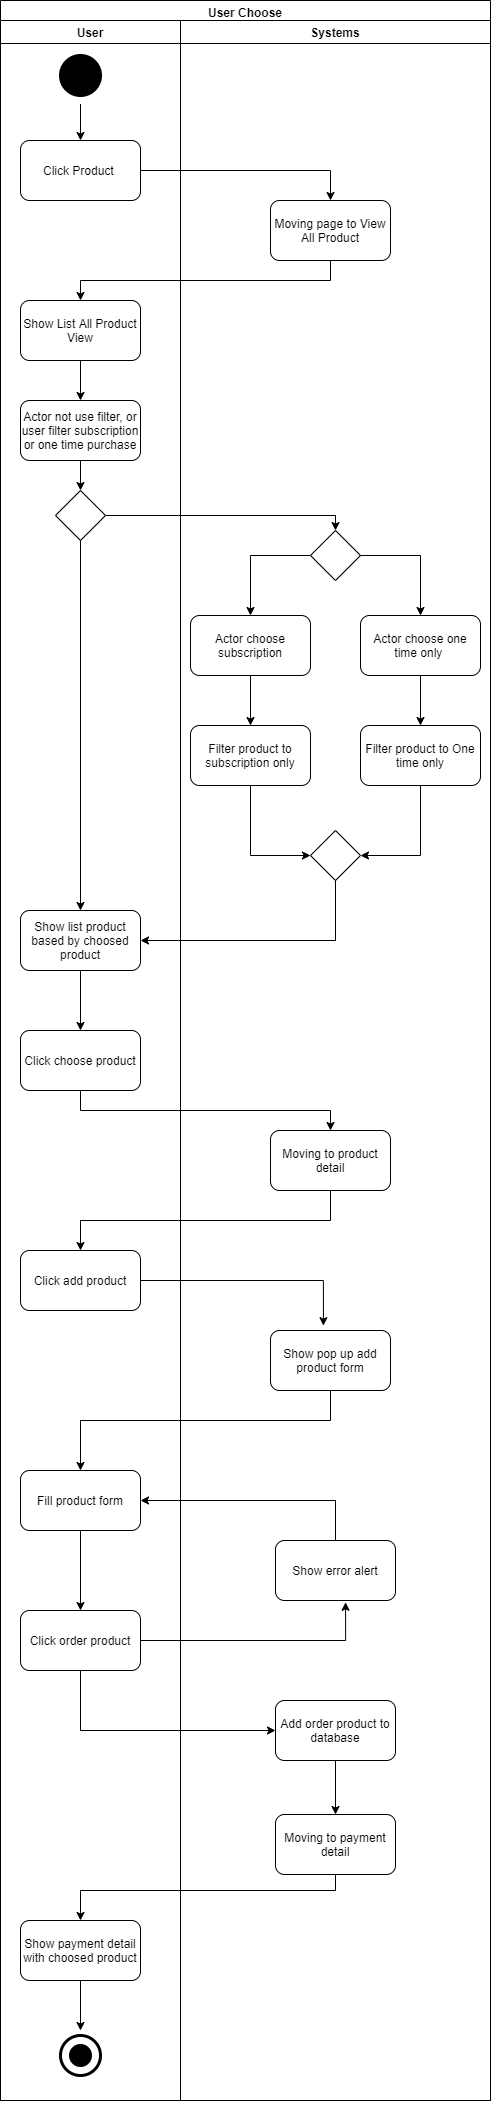 User Choose
User
Systems
Click Product
Moving page to View
All Product
Show List All Product
View
Actor not use filter, or
user filter subscription
or one time purchase
Actor choose
subscription
Actor choose one
time only
Filter product to
subscription only
Filter product to One
time only
Show list product
based by choosed
product
Click choose product
Moving to product
detail
Click add product
Show pop up add
product form
Fill product form
Show error alert
Click order product
Add order product to
database
Moving to payment
detail
Show payment detail
with choosed product